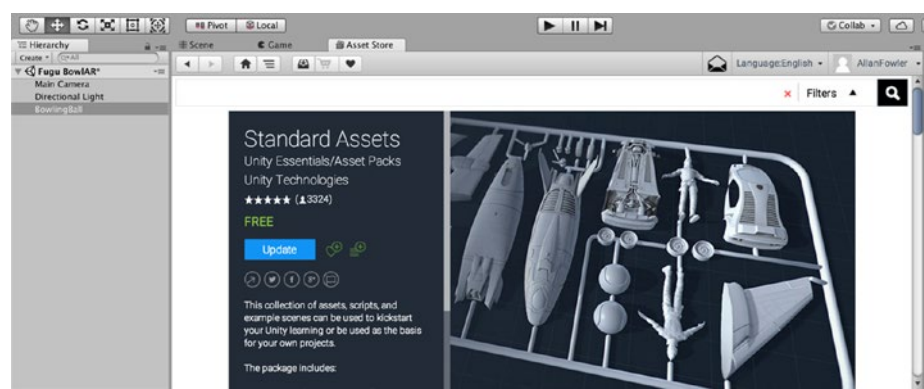 Pivot Local Collab
Hierarchy Scene Game Asset Store
Create All
Fugu BowlAR* Language:English AllanFowler
Main Camera
Directional Light Filters
BowlingBall
Standard Assets
Unity Essentials/Asset Packs
Unity Technologies
(3324)
FREE
Update
This collection of assets, scripts, and
example scenes can be used to kickstart
your Unity learning or be used as the basis
for your own projects.
The package includes: